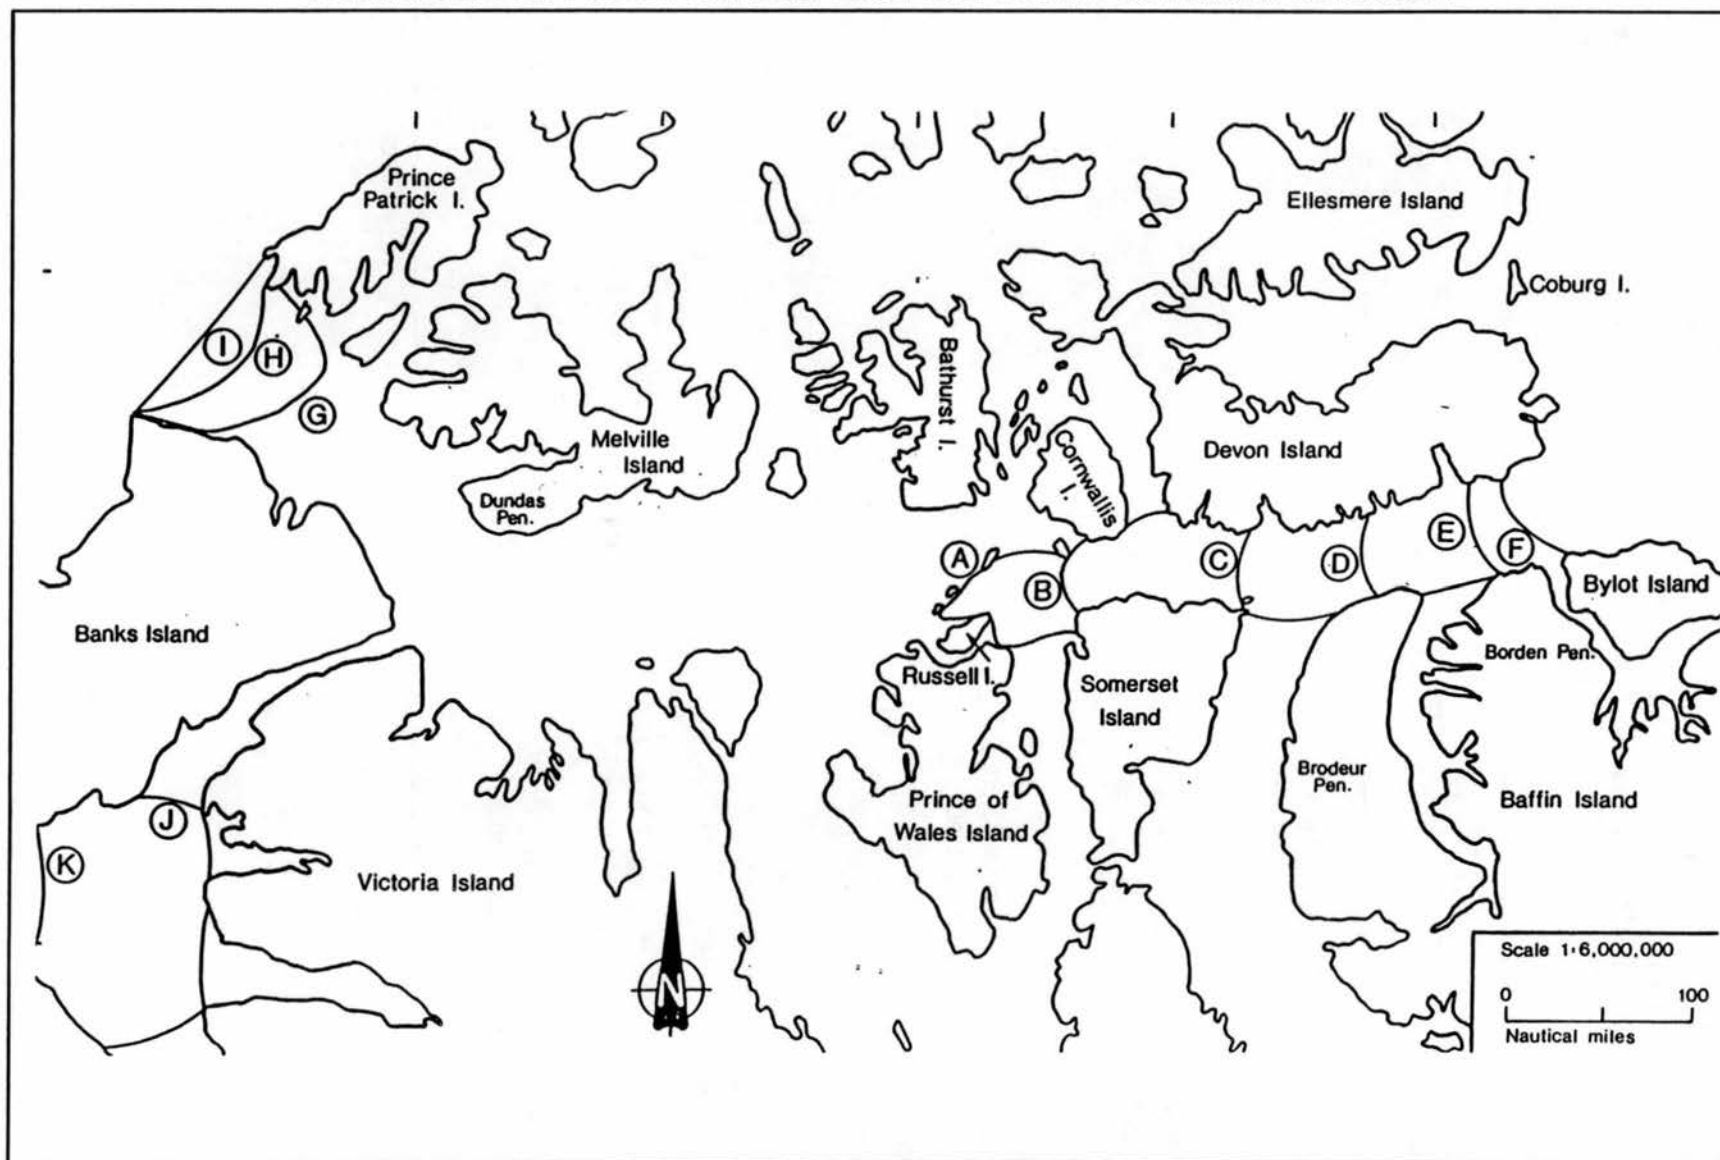 Prince
Patrick I.
Ellesmere Island
Coburg I.
I
H
G
Bathurst I.
Melville
Island
Dundas
Pen.
Cornwallis
I.
Devon Island
A
B
C
D
E
F
Bylot Island
Banks Island
Russell I.
Somerset
Island
Borden Pen.
Brodeur
Pen.
Baffin Island
Prince of
Wales Island
J
K
Victoria Island
N
Scale 1:6,000,000
0 100
Nautical miles